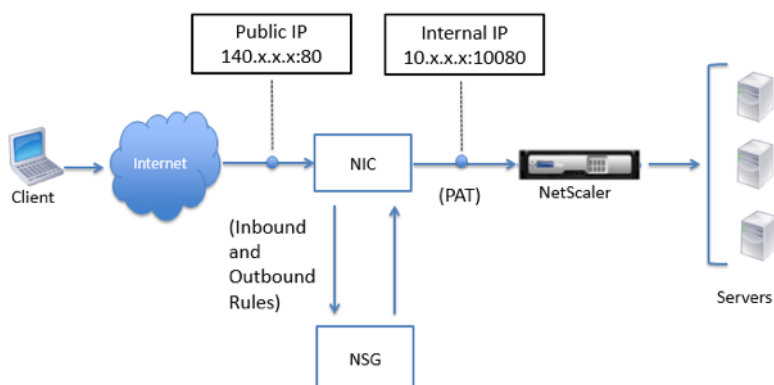 Public IP
140.x.x.x:80
Internal IP
10.x.x.x:10080
Client
Internet
NIC
(PAT)
NetScaler
(Inbound
and
Outbound
Rules)
Servers
NSG